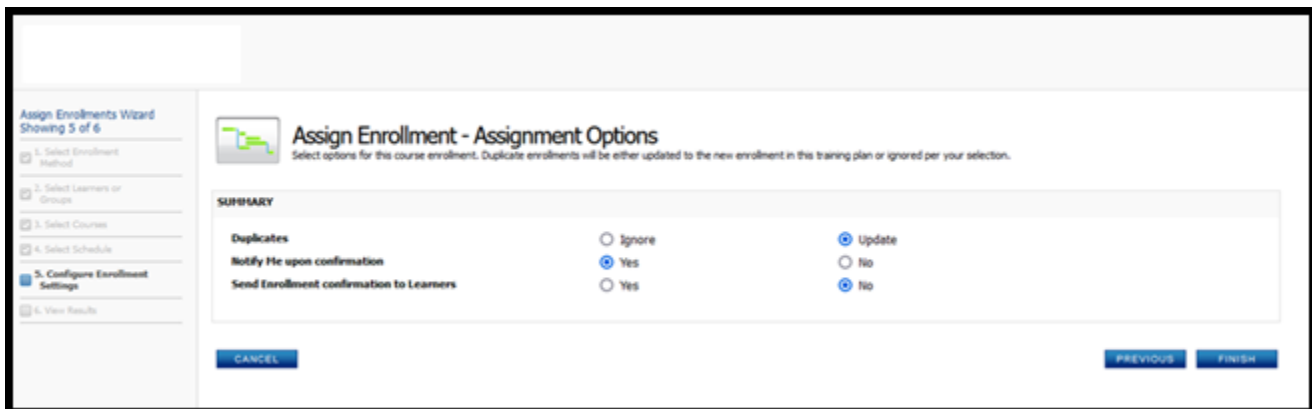 Assign Enrollments Wizard
Showing 5 of 6
1. Select Enrollment
Method
2. Select Learners or
Groups
3. Select Courses
4. Select Schedule
5. Configure Enrollment
Settings
6. View Results
Assign Enrollment - Assignment Options
Select options for this course enrollment. Duplicate enrollments will be either updated to the new enrollment in this training plan or ignored per your selection.
SUMMARY
Duplicates Ignore Update
Notify Me upon confirmation Yes No
Send Enrollment confirmation to Learners Yes No
CANCEL PREVIOUS FINISH